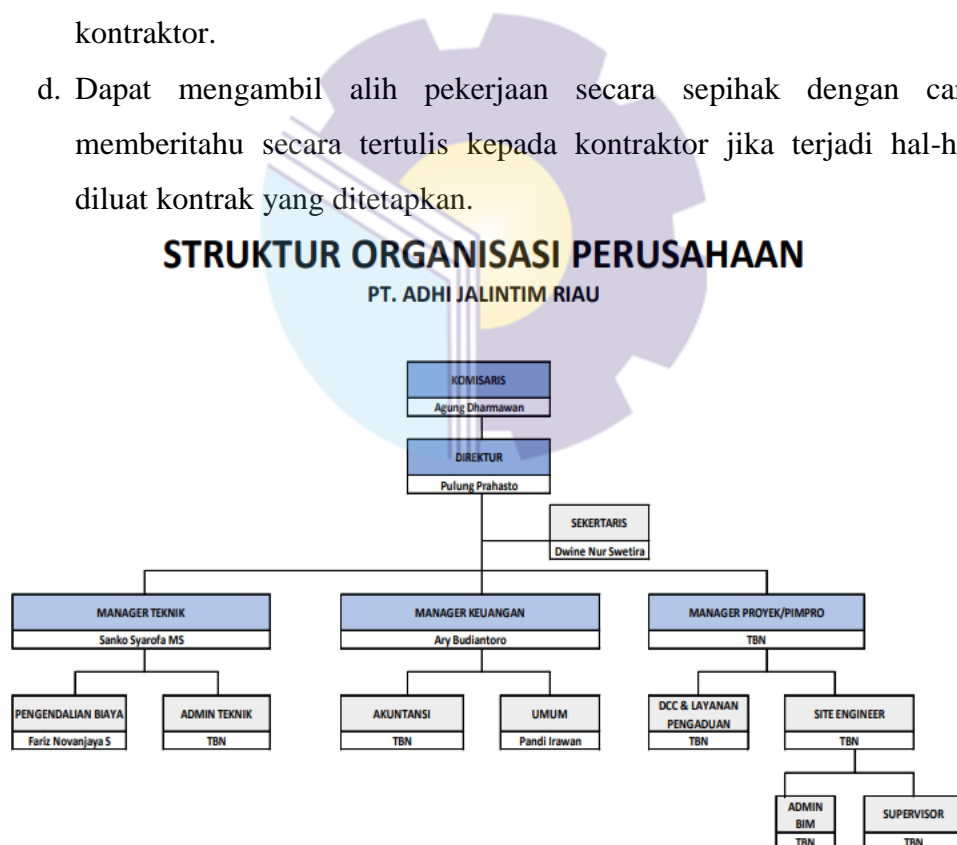 kontraktor.
d. Dapat mengambil alih pekerjaan secara sepihak dengan
memberitahu secara tertulis kepada kontraktor jika terjadi
diluat kontrak yang ditetapkan.
STRUKTUR ORGANISASI PERUSAHAAN
PT. ADHI JALINTIM RIAU
KOMISARIS
Agung Dharmawan
DIREKTUR
Pulung Prahasto
SEKERTARIS
Dwine Nur Swetira
MANAGER TEKNIK
Sanko Syarofa MS
MANAGER KEUANGAN
Ary Budiantoro
MANAGER PROYEK/PIMPRO
TBN
PENGENDALIAN BIAYA
Fariz Novanjaya S
ADMIN TEKNIK
TBN
AKUNTANSI
TBN
UMUM
Pandi Irawan
DCC & LAYANAN
PENGADUAN
TBN
SITE ENGINEER
TBN
ADMIN
BIM
TBN
SUPERVISOR
TBN